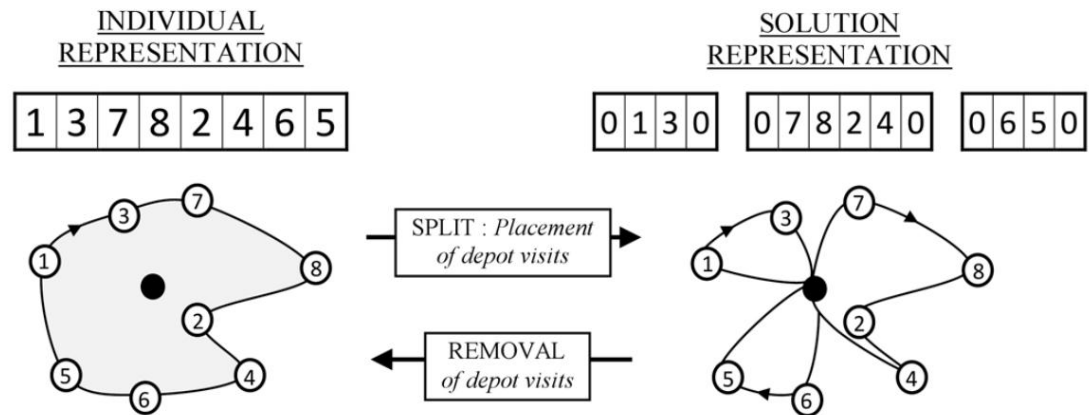 INDIVIDUAL
REPRESENTATION
1 3 7 8 2 4 6 5
1
3
7
8
2
4
6
5
SPLIT : Placement
of depot visits
REMOVAL
of depot visits
SOLUTION
REPRESENTATION
0 1 3 0 0 7 8 2 4 0 0 6 5 0
1
3
7
8
2
4
6
5